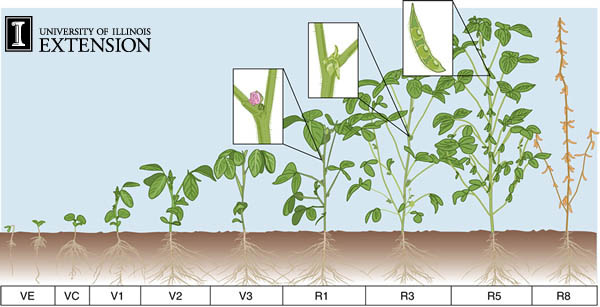 I
UNIVERSITY OF ILLINOIS
EXTENSION
VE VC V1 V2 V3 R1 R3 R5 R8